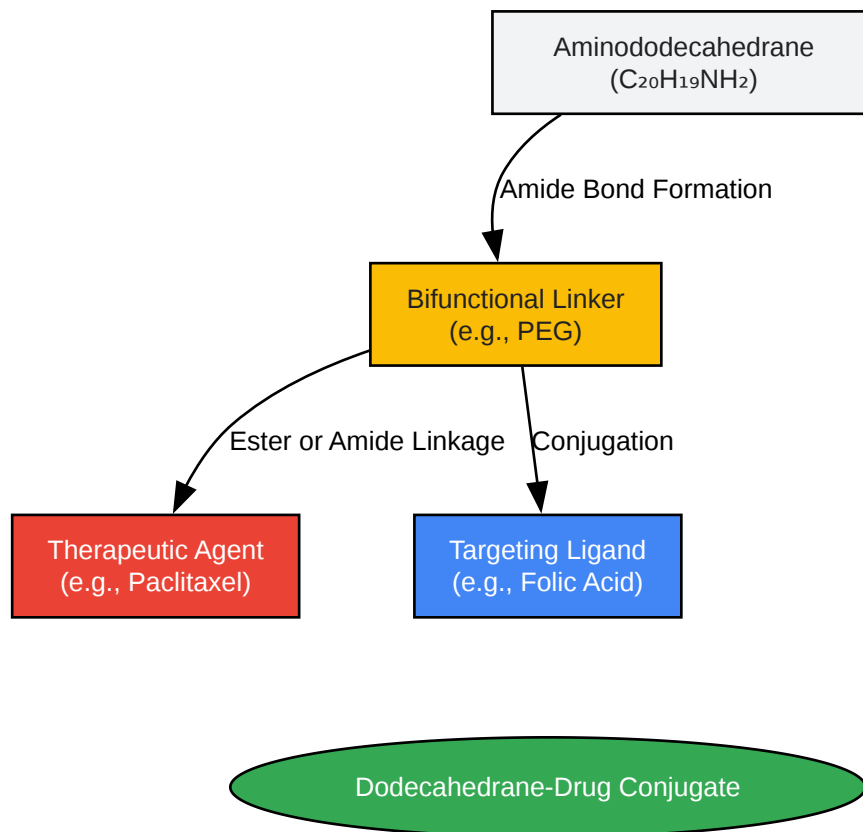 Aminododecahedrane
(C₂₀H₁₉NH₂)
Amide Bond Formation
Bifunctional Linker
(e.g., PEG)
Ester or Amide Linkage
Conjugation
Therapeutic Agent
(e.g., Paclitaxel)
Targeting Ligand
(e.g., Folic Acid)
Dodecahedrane-Drug Conjugate